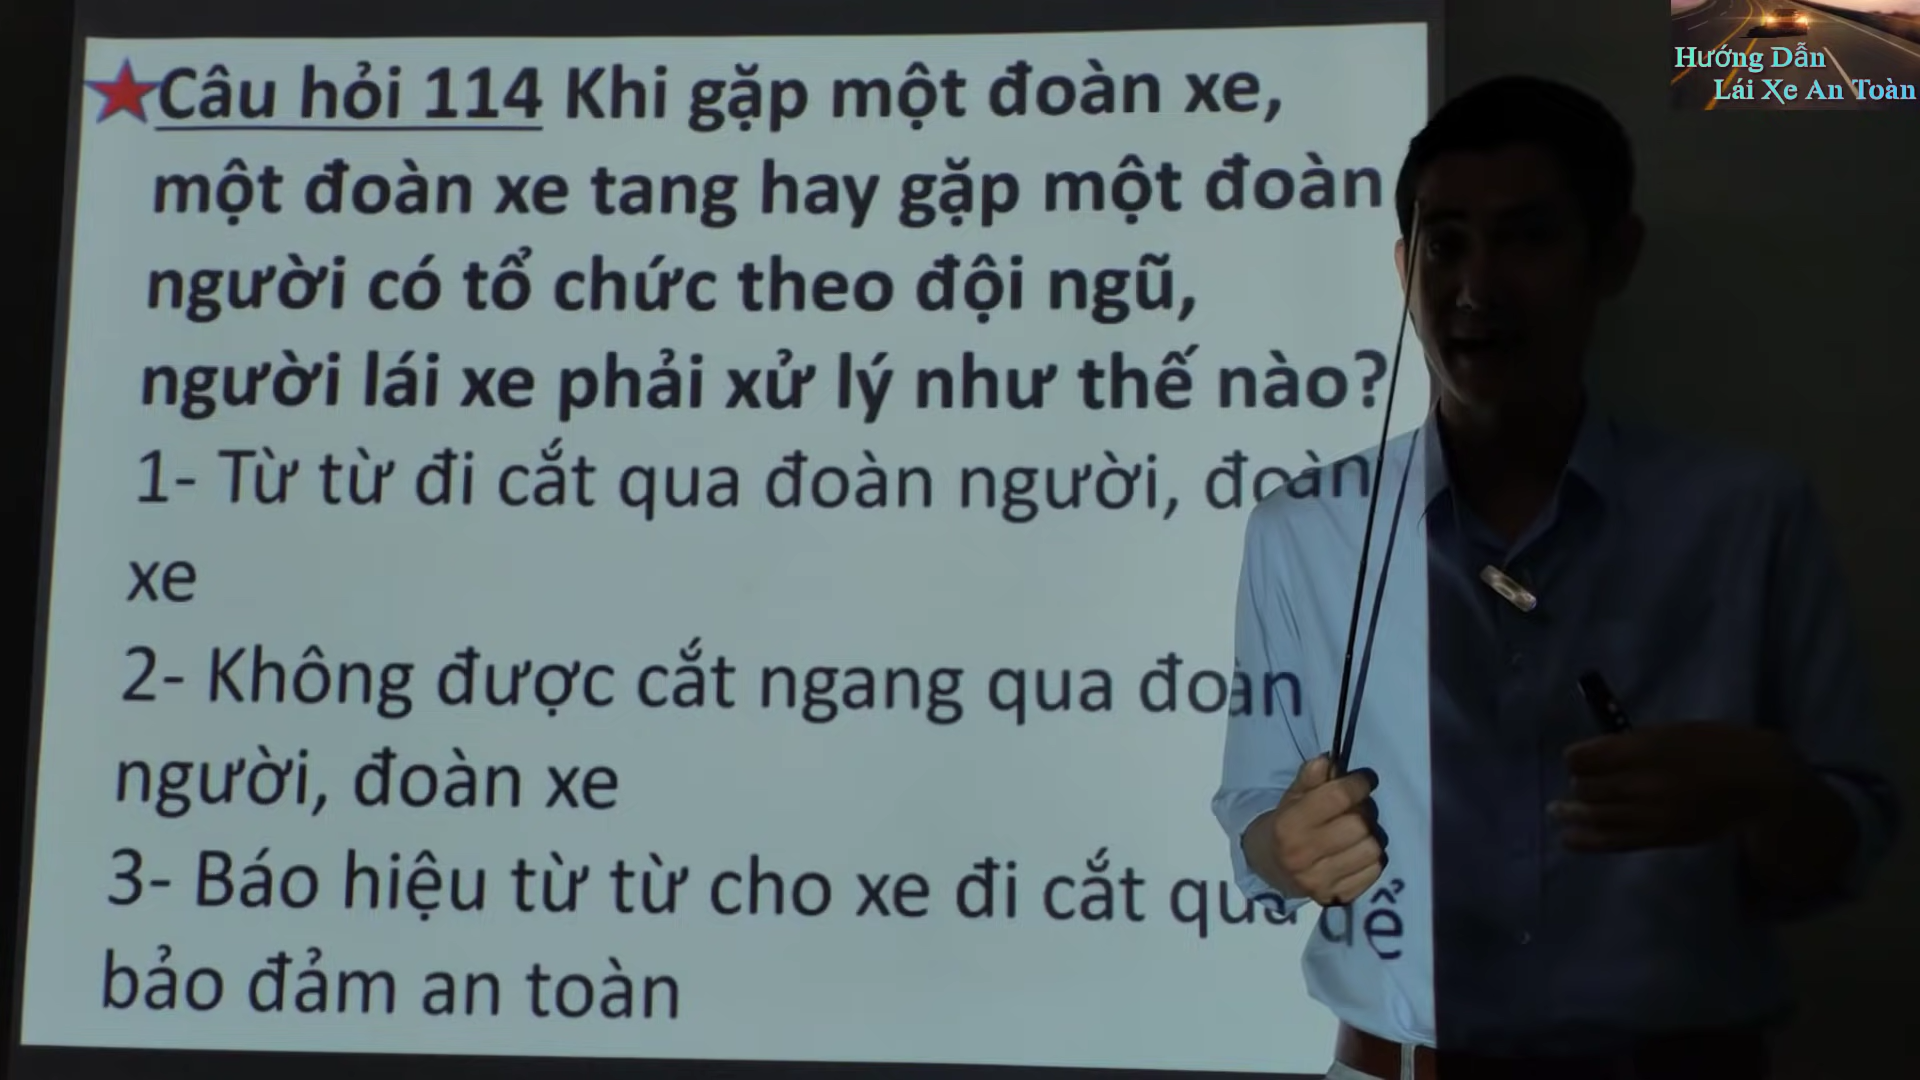 Câu hỏi 114 Khi gặp một đoàn xe,
một đoàn xe tang hay gặp một đoàn
người có tổ chức theo đội ngũ,
người lái xe phải xử lý như thế nào?
1- Từ từ đi cắt qua đoàn người, đoàn
xe
2- Không được cắt ngang qua đoàn
người, đoàn xe
3- Báo hiệu từ từ cho xe đi cắt qua để
bảo đảm an toàn
Hướng Dẫn
Lái Xe An Toàn